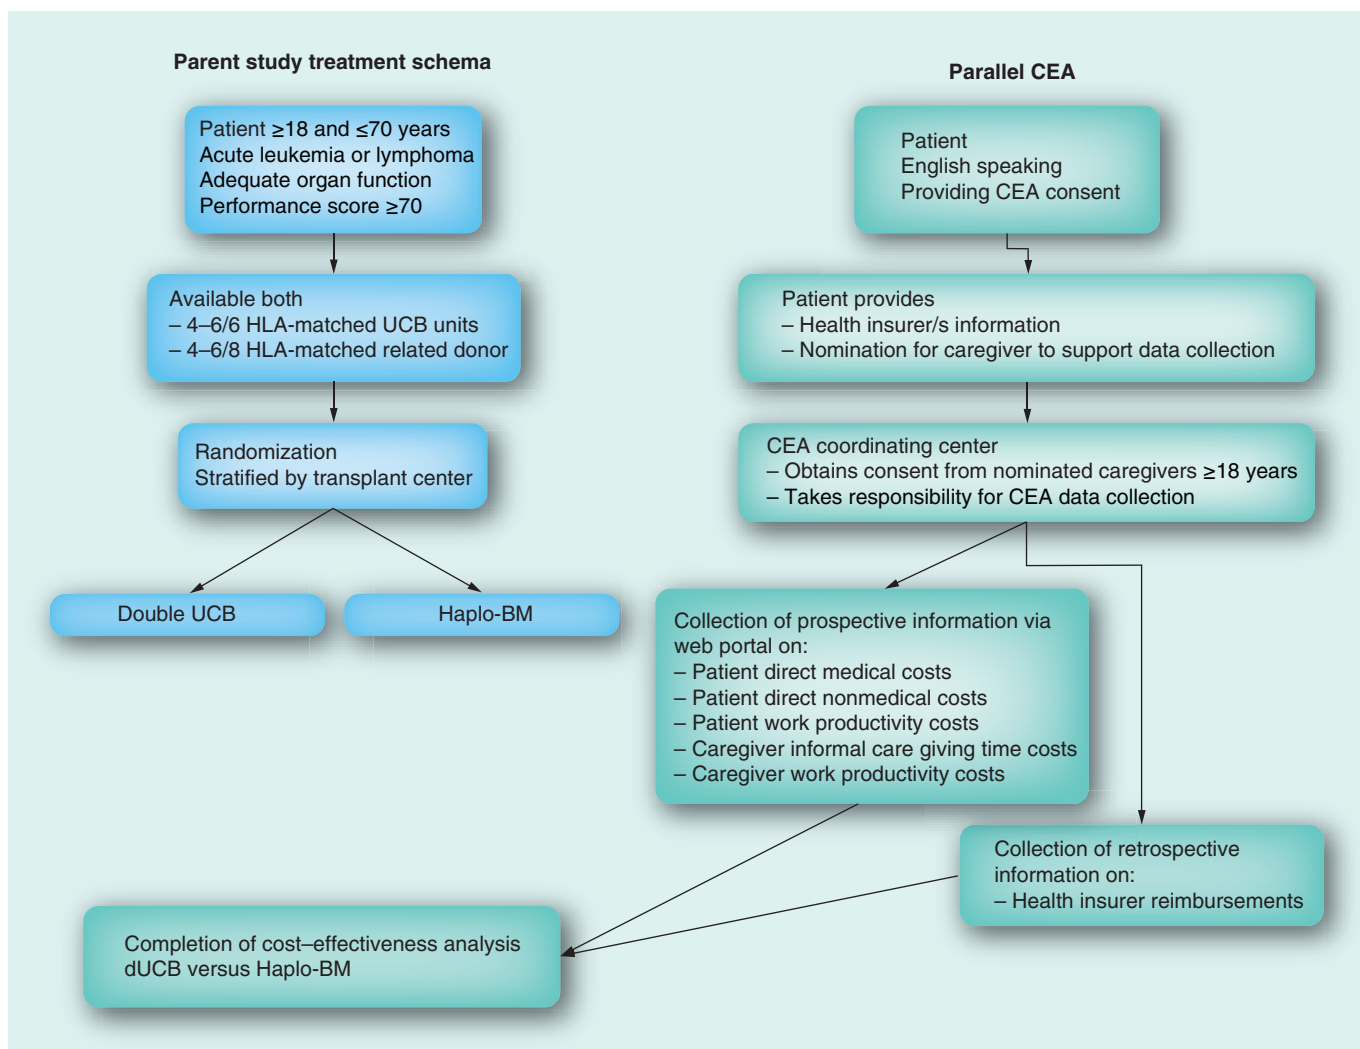 Parent study treatment schema
Patient ≥18 and ≤70 years
Acute leukemia or lymphoma
Adequate organ function
Performance score ≥70
Available both
– 4–6/6 HLA-matched UCB units
– 4–6/8 HLA-matched related donor
Randomization
Stratified by transplant center
Double UCB
Haplo-BM
Parallel CEA
Patient
English speaking
Providing CEA consent
Patient provides
– Health insurer/s information
– Nomination for caregiver to support data collection
CEA coordinating center
– Obtains consent from nominated caregivers ≥18 years
– Takes responsibility for CEA data collection
Collection of prospective information via
web portal on:
– Patient direct medical costs
– Patient direct nonmedical costs
– Patient work productivity costs
– Caregiver informal care giving time costs
– Caregiver work productivity costs
Collection of retrospective
information on:
– Health insurer reimbursements
Completion of cost–effectiveness analysis
dUCB versus Haplo-BM